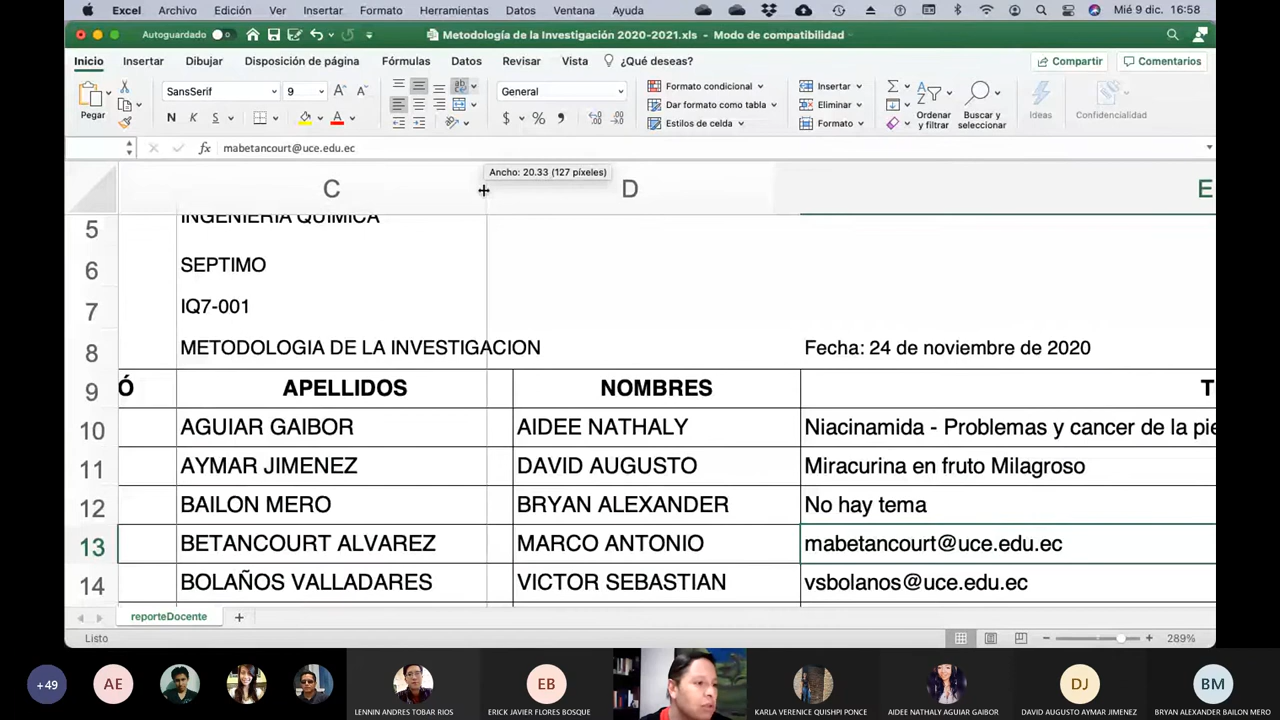 Excel Archivo Edición Ver Insertar Formato Herramientas Datos Ventana Ayuda Mié 9 dic. 16:58
Autoguardado Metodología de la Investigación 2020-2021.xls - Modo de compatibilidad
Inicio Insertar Dibujar Disposición de página Fórmulas Datos Revisar Vista ¿Qué deseas? Compartir Comentarios
Pegar
SansSerif 9
N K S
General
$ % 
Formato condicional
Dar formato como tabla
Estilos de celda
Insertar
Eliminar
Formato
Ordenar y filtrar
Buscar y seleccionar
Ideas
Confidencialidad
fx mabetancourt@uce.edu.ec
Ancho: 20.33 (127 píxeles)
C D E
5 INGENIERIA QUIMICA
6 SEPTIMO
7 IQ7-001
8 METODOLOGIA DE LA INVESTIGACION Fecha: 24 de noviembre de 2020
9 Ó APELLIDOS NOMBRES T
10 AGUIAR GAIBOR AIDEE NATHALY Niacinamida - Problemas y cancer de la pie
11 AYMAR JIMENEZ DAVID AUGUSTO Miracurina en fruto Milagroso
12 BAILON MERO BRYAN ALEXANDER No hay tema
13 BETANCOURT ALVAREZ MARCO ANTONIO mabetancourt@uce.edu.ec
14 BOLAÑOS VALLADARES VICTOR SEBASTIAN vsbolanos@uce.edu.ec
reporteDocente +
Listo 289%
+49 AE EB DJ BM
LENNIN ANDRES TOBAR RIOS ERICK JAVIER FLORES BOSQUE KARLA VERENICE QUISHPI PONCE AIDEE NATHALY AGUIAR GAIBOR DAVID AUGUSTO AYMAR JIMENEZ BRYAN ALEXANDER BAILON MERO